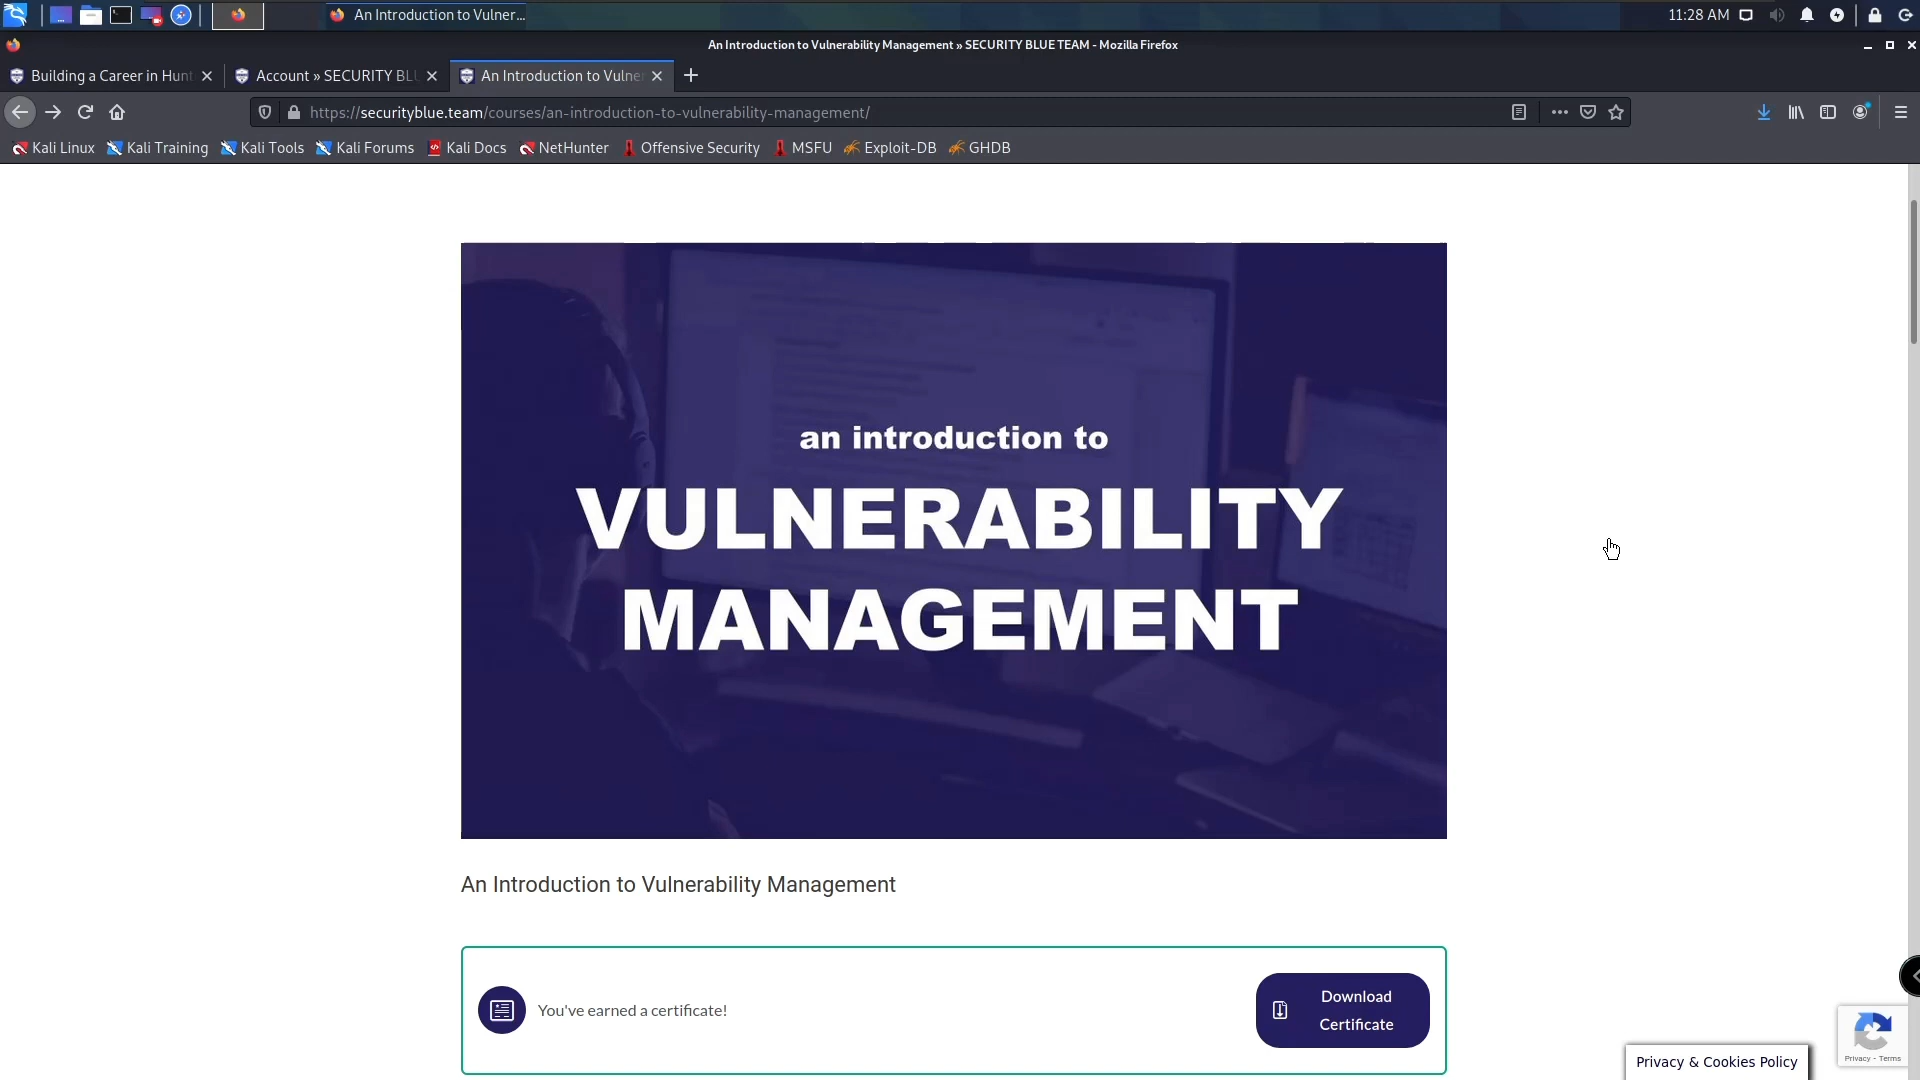 An Introduction to Vulner...
11:28 AM
An Introduction to Vulnerability Management » SECURITY BLUE TEAM - Mozilla Firefox
Building a Career in Hunt
Account » SECURITY BL
An Introduction to Vulne
https://securityblue.team/courses/an-introduction-to-vulnerability-management/
Kali Linux Kali Training Kali Tools Kali Forums Kali Docs NetHunter Offensive Security MSFU Exploit-DB GHDB
an introduction to
VULNERABILITY
MANAGEMENT
An Introduction to Vulnerability Management
You've earned a certificate!
Download
Certificate
Privacy - Terms
Privacy & Cookies Policy